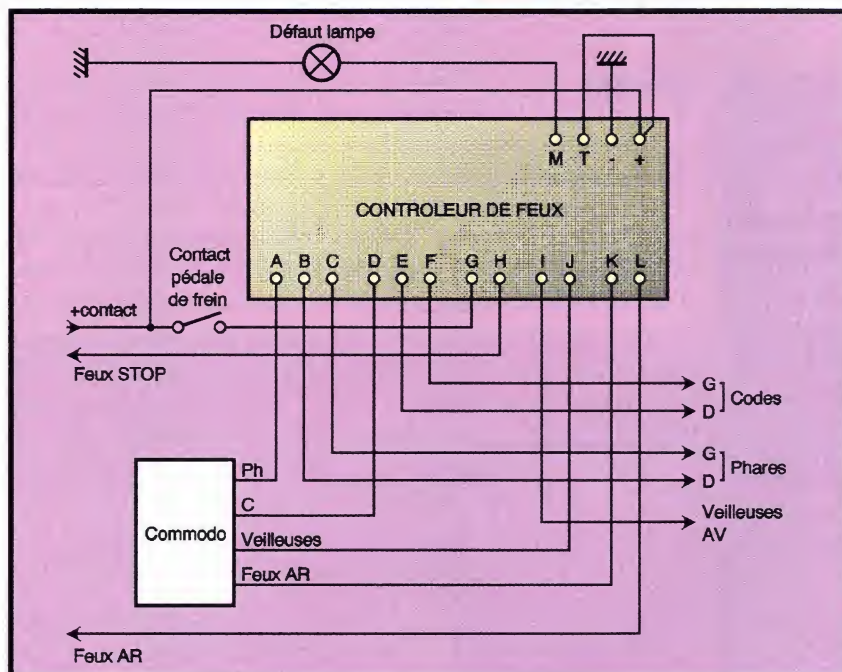 Défaut lampe
M T - +
CONTROLEUR DE FEUX
A B C D E F G H I J K L
Contact
pédale
de frein
+contact
Feux STOP
G
D
Codes
G
D
Phares
Veilleuses
AV
Ph
C
Commodo
Veilleuses
Feux AR
Feux AR